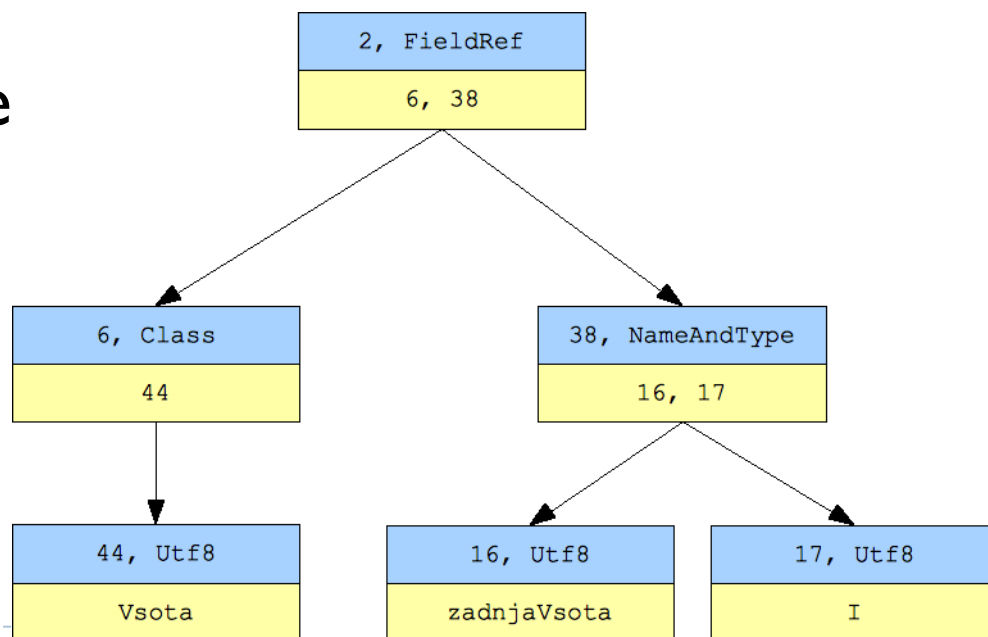 2, FieldRef
e
6, 38
6, Class
38, NameAndType
44
16, 17
44, Utf8
16, Utf8
17, Utf8
Vsota
zadnjaVsota
I